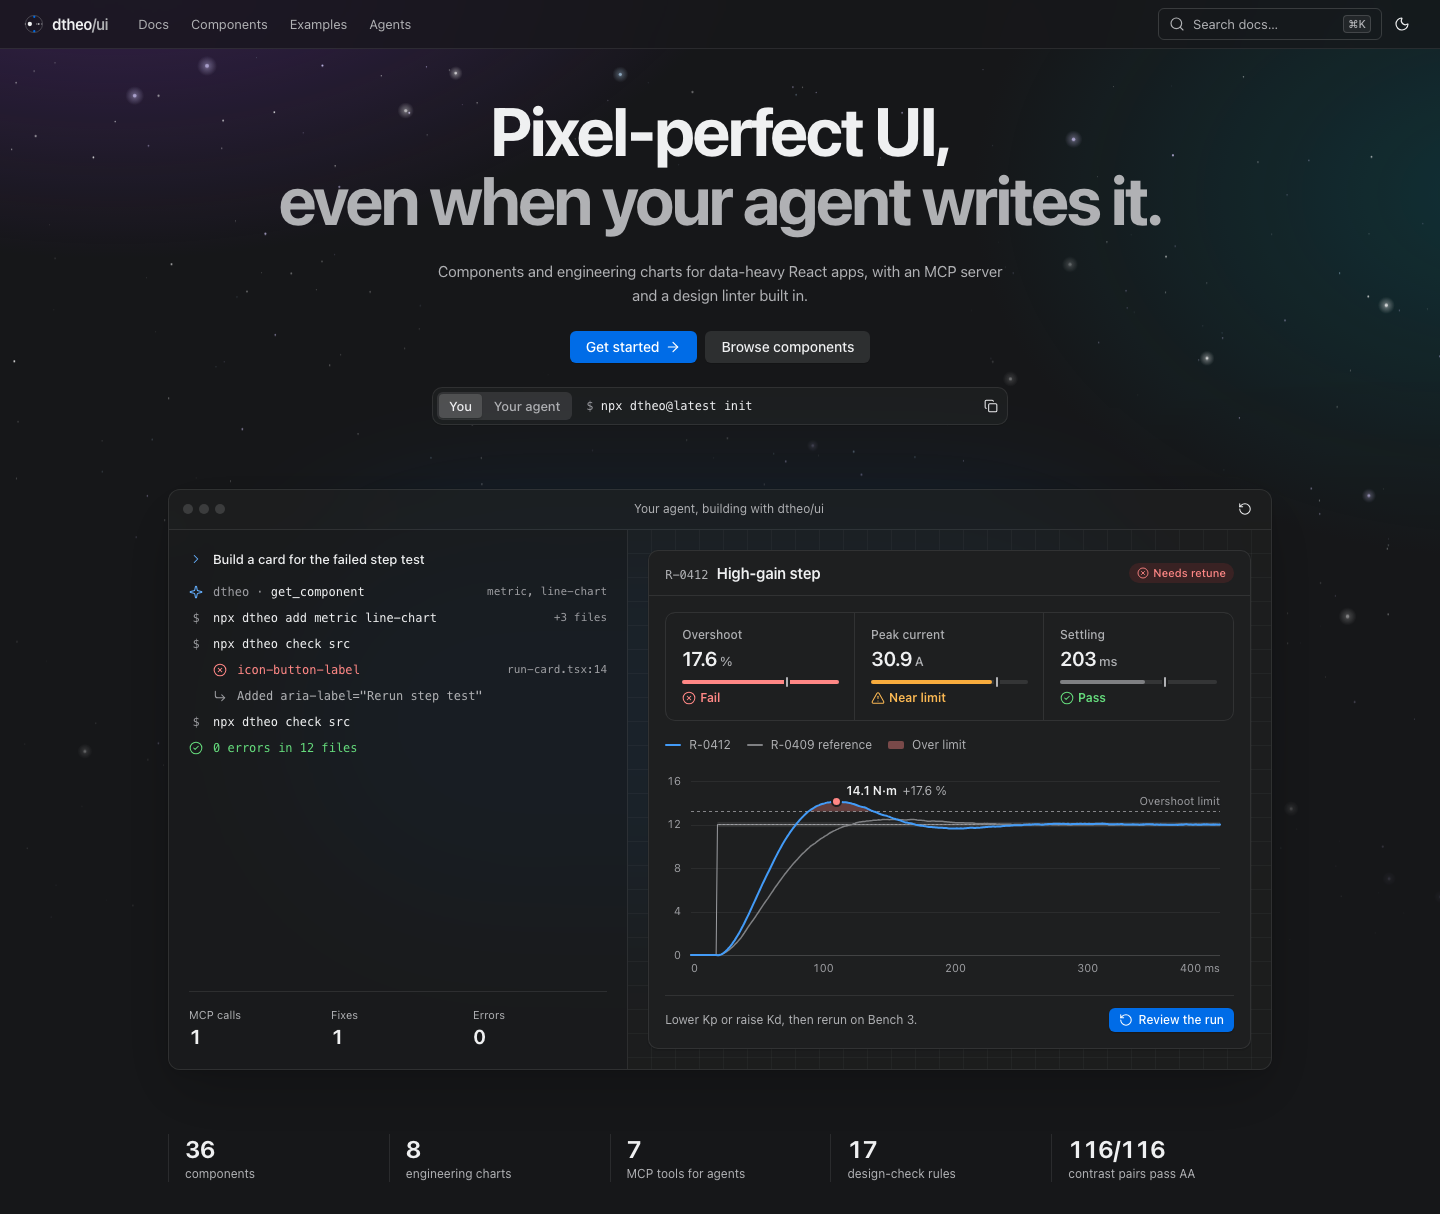 dtheo/ui Docs Components Examples Agents Search docs... ⌘K
Pixel-perfect UI,
even when your agent writes it.
Components and engineering charts for data-heavy React apps, with an MCP server
and a design linter built in.
Get started Browse components
You Your agent $ npx dtheo@latest init
Your agent, building with dtheo/ui
Build a card for the failed step test
dtheo · get_component metric, line-chart
$ npx dtheo add metric line-chart +3 files
$ npx dtheo check src
icon-button-label run-card.tsx:14
Added aria-label="Rerun step test"
$ npx dtheo check src
0 errors in 12 files
MCP calls Fixes Errors
1 1 0
R-0412 High-gain step Needs retune
Overshoot Peak current Settling
17.6 % 30.9 A 203 ms
Fail Near limit Pass
R-0412 R-0409 reference Over limit
16
14.1 N·m +17.6 %
Overshoot limit
12
8
4
0
0 100 200 300 400 ms
Lower Kp or raise Kd, then rerun on Bench 3. Review the run
36 8 7 17 116/116
components engineering charts MCP tools for agents design-check rules contrast pairs pass AA